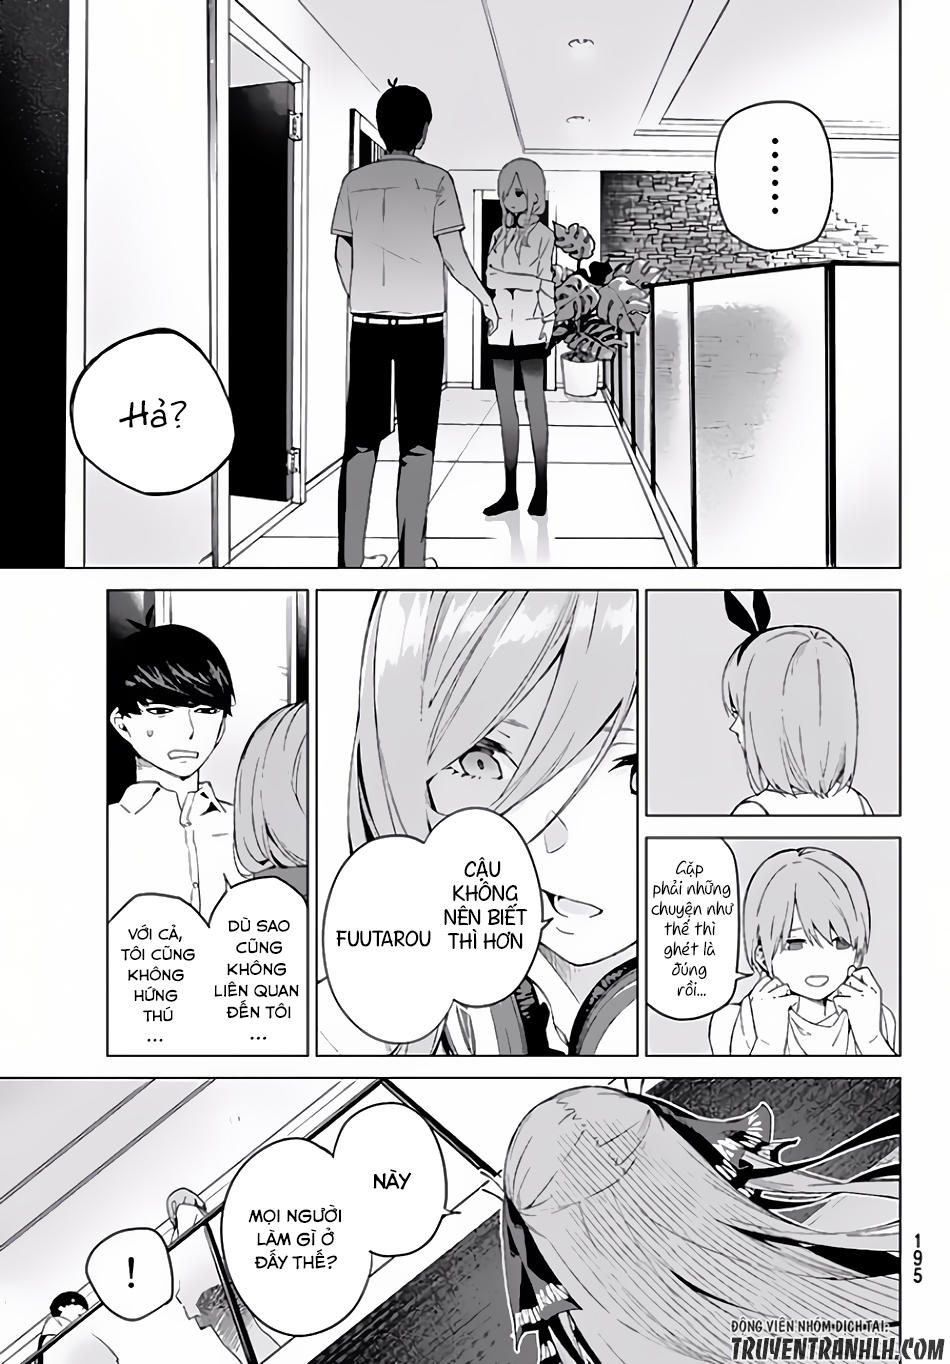 ......
Hả?
Gặp
phải những
chuyện như
thế thì
ghét là
đúng rồi...
CẬU
KHÔNG
NÊN BIẾT
THÌ HƠN
FUUTAROU
DÙ SAO
CŨNG
KHÔNG
LIÊN QUAN
ĐẾN TÔI
...
VỚI CẢ,
TÔI CŨNG
KHÔNG
HỨNG
THÚ
...
NÀY
MỌI NGƯỜI
LÀM GÌ Ở
ĐẤY THẾ?
!
195
ĐỘNG VIÊN NHÓM DỊCH TẠI:
TRUYENTRANHLH.COM